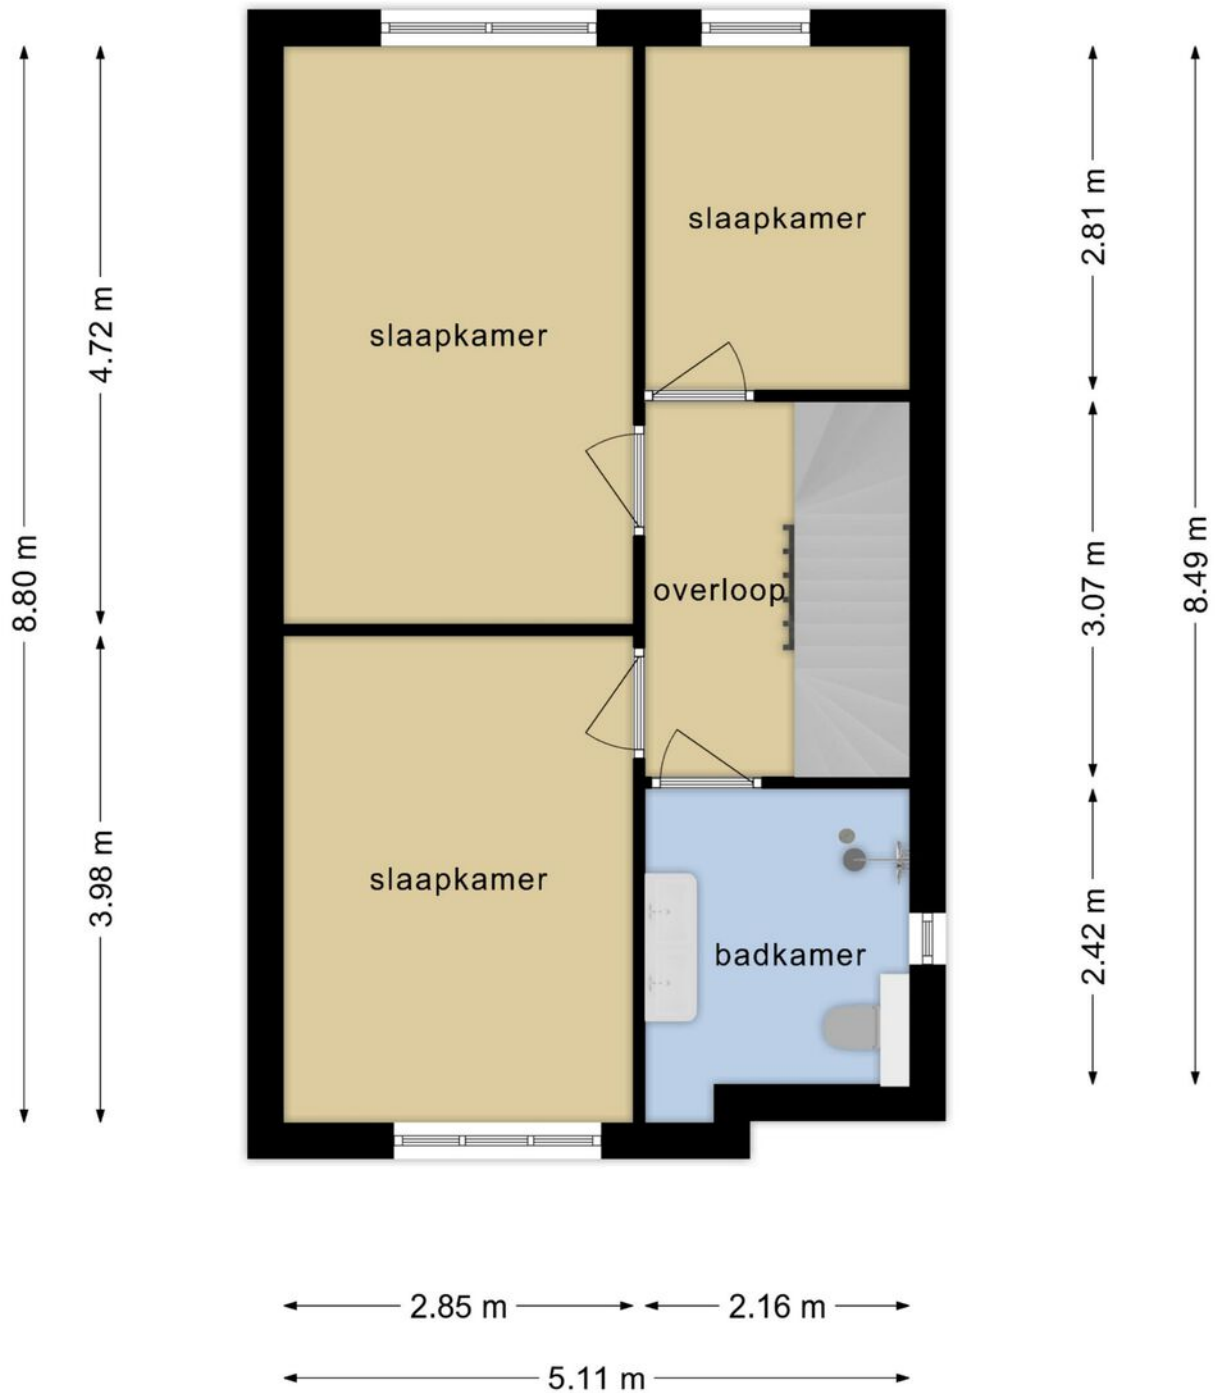 slaapkamer
slaapkamer
overloop
slaapkamer
badkamer
8.80 m
4.72 m
3.98 m
2.81 m
3.07 m
2.42 m
8.49 m
2.85 m
2.16 m
5.11 m